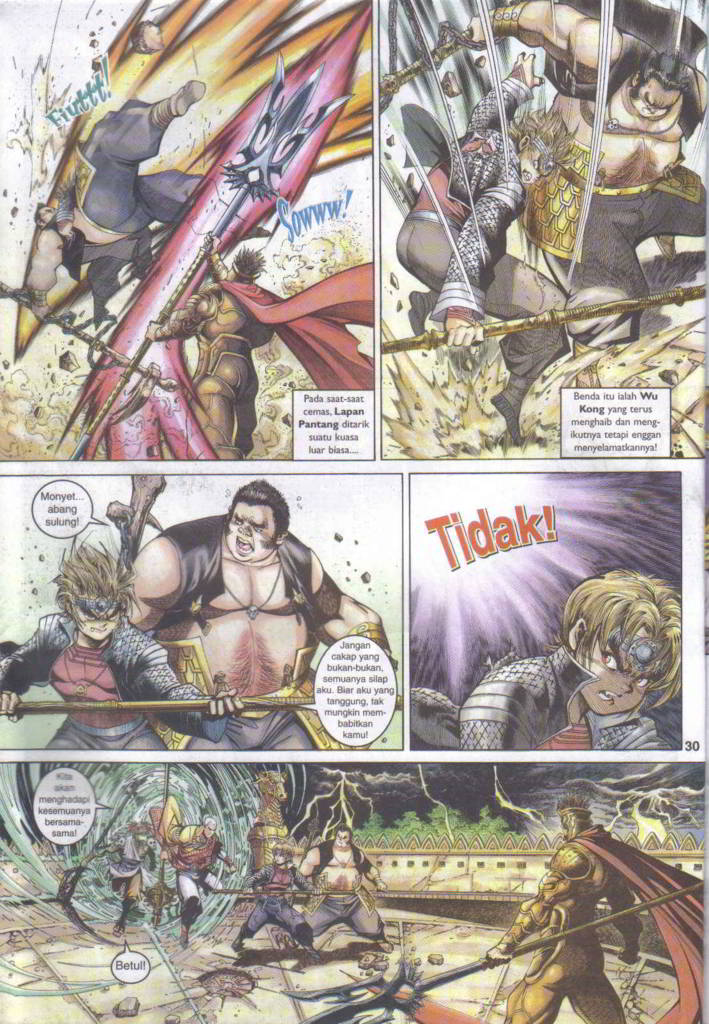 Fiuttt!
Sowww!
Pada saat-saat
cemas, Lapan
Pantang ditarik
suatu kuasa
luar biasa....
Benda itu ialah Wu
Kong yang terus
menghaib dan meng-
ikutnya tetapi enggan
menyelamatkannya!
Monyet...
abang
sulung!
Jangan
cakap yang
bukan-bukan,
semuanya silap
aku. Biar aku yang
tanggung, tak
mungkin mem-
babitkan
kamu!
Tidak!
30
Kita
akan
menghadapi
kesemuanya
bersama-
sama!
Betul!